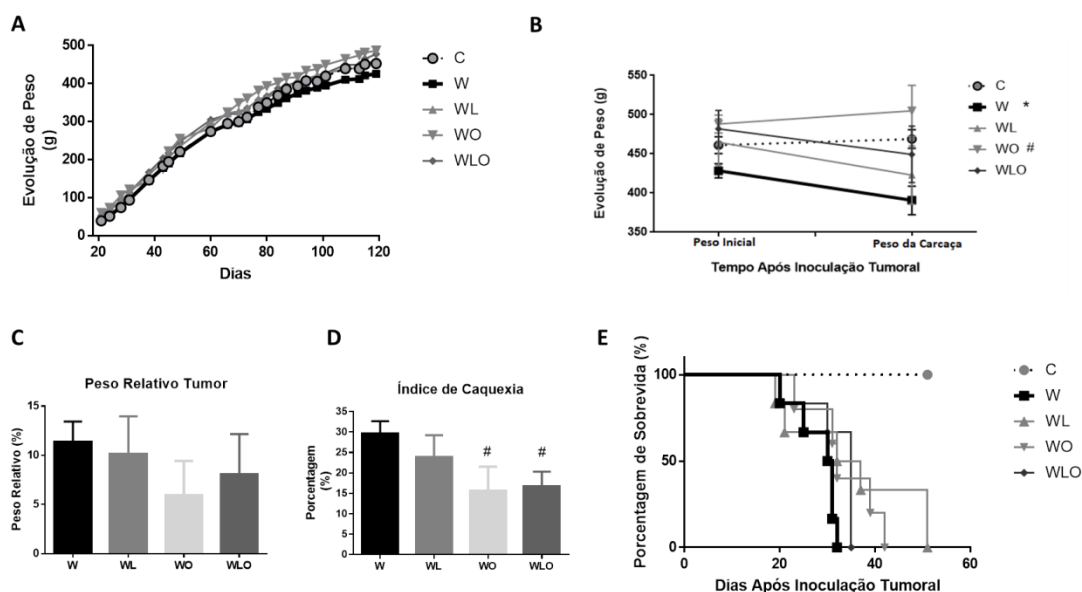 A
Evolução de Peso
(g)
500
400
300
200
100
0
20
40
60
80
100
120
Dias
C
W
WL
WO
WLO
B
Evolução de Peso (g)
550
500
450
400
350
Peso Inicial
Peso da Carcaça
Tempo Após Inoculação Tumoral
C
W *
WL
WO #
WLO
C
Peso Relativo Tumor
Peso Relativo (%)
15
10
5
0
W
WL
WO
WLO
D
Índice de Caquexia
Porcentagem
(%)
35
30
25
20
15
10
5
0
#
#
W
WL
WO
WLO
E
Porcentagem de Sobrevida (%)
100
50
0
0
20
40
60
Dias Após Inoculação Tumoral
C
W
WL
WO
WLO